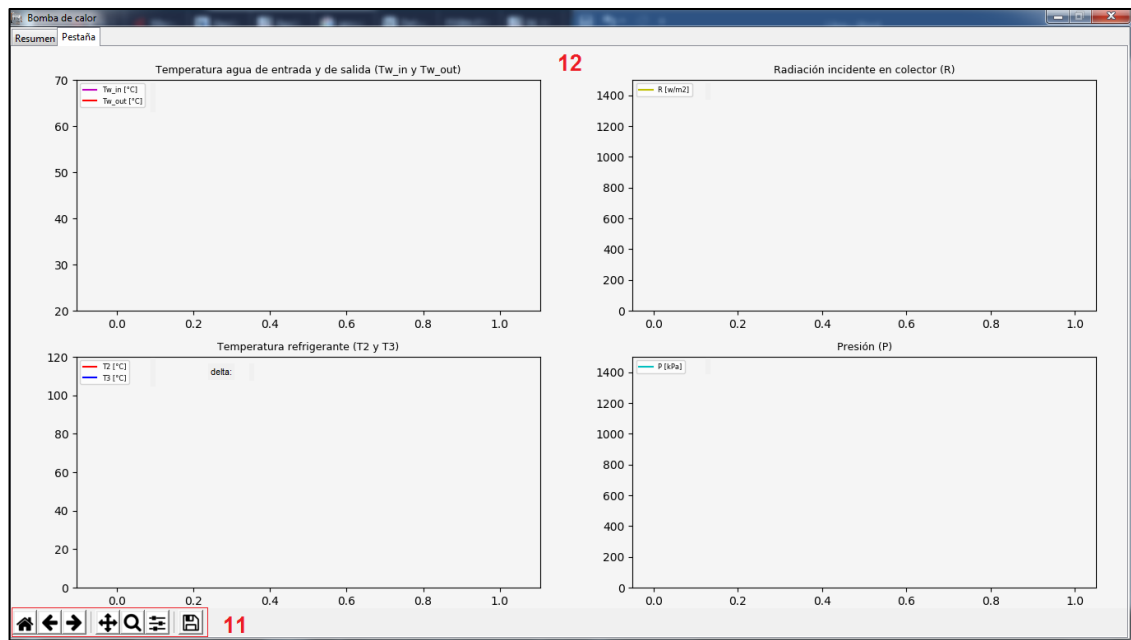 Bomba de calor
Resumen Pestaña
12
Temperatura agua de entrada y de salida (Tw_in y Tw_out)
Tw_in [°C]
Tw_out [°C]
70
60
50
40
30
20
0.0 0.2 0.4 0.6 0.8 1.0
Radiación incidente en colector (R)
R [w/m2]
1400
1200
1000
800
600
400
200
0
0.0 0.2 0.4 0.6 0.8 1.0
Temperatura refrigerante (T2 y T3)
T2 [°C]
T3 [°C]
delta:
120
100
80
60
40
20
0
0.0 0.2 0.4 0.6 0.8 1.0
Presión (P)
P [kPa]
1400
1200
1000
800
600
400
200
0
0.0 0.2 0.4 0.6 0.8 1.0
11